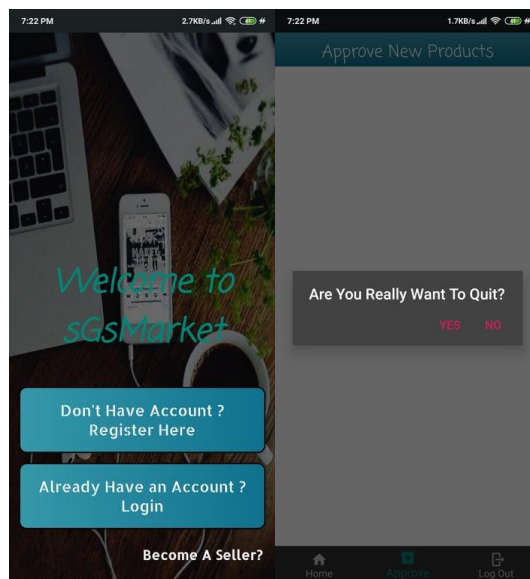 7:22 PM
2.7KB/s
Welcome to
sGsMarket
Don't Have Account ?
Register Here
Already Have an Account ?
Login
Become A Seller?
7:22 PM
1.7KB/s
Approve New Products
Are You Really Want To Quit?
YES NO
Home Approve Log Out